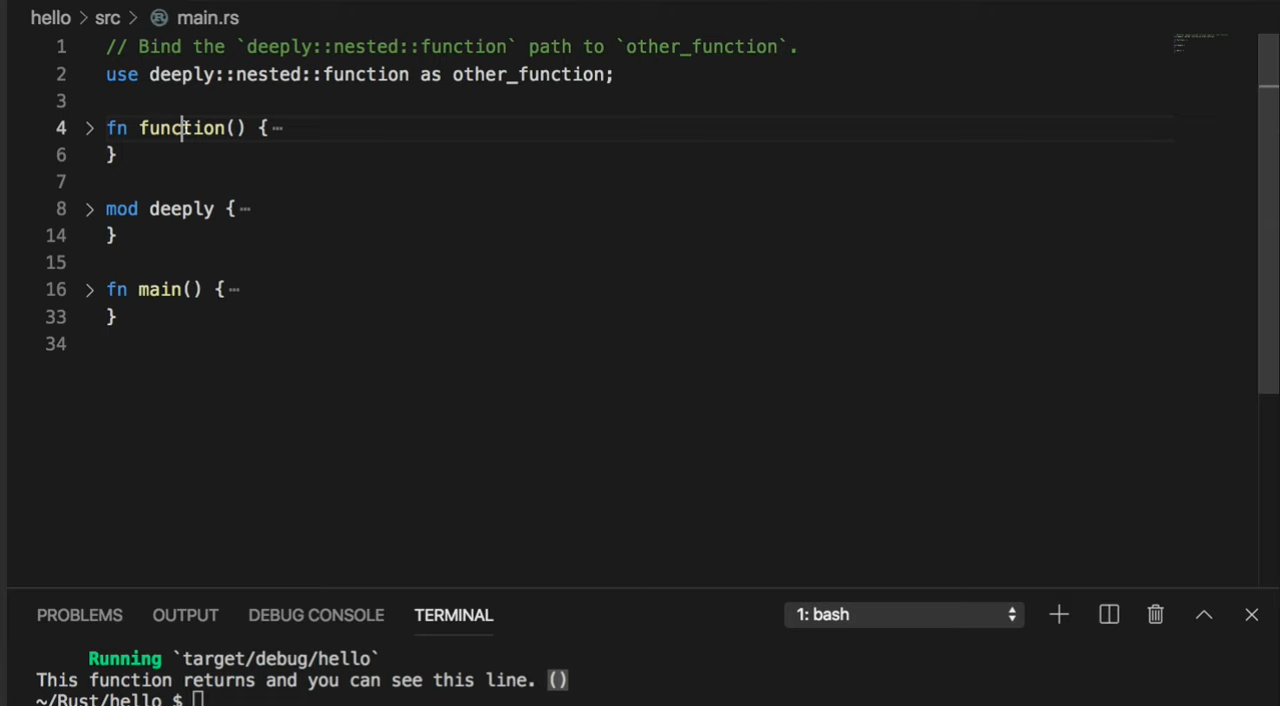 hello > src > main.rs
1 // Bind the `deeply::nested::function` path to `other_function`.
2 use deeply::nested::function as other_function;
3
4 > fn function() { ⋯
6 }
7
8 > mod deeply { ⋯
14 }
15
16 > fn main() { ⋯
33 }
34
PROBLEMS OUTPUT DEBUG CONSOLE TERMINAL 1: bash
Running `target/debug/hello`
This function returns and you can see this line. ()
~/Rust/hello $